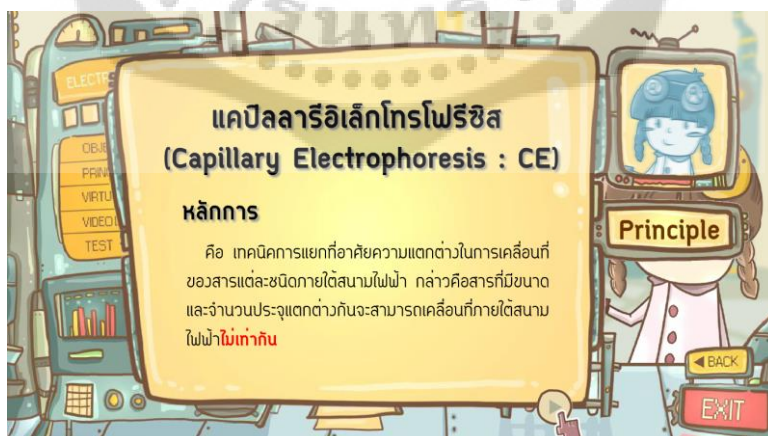 ELECTR
แคปิลลารีอิเล็กโทรโฟรีซิส
(Capillary Electrophoresis : CE)
หลักการ
คือ เทคนิคการแยกที่อาศัยความแตกต่างในการเคลื่อนที่
ของสารแต่ละชนิดภายใต้สนามไฟฟ้า กล่าวคือสารที่มีขนาด
และจำนวนประจุแตกต่างกันจะสามารถเคลื่อนที่ภายใต้สนาม
ไฟฟ้าไม่เท่ากัน
OBJE
PRIN
VIRTU
VIDEO
TEST
Principle
BACK
EXIT